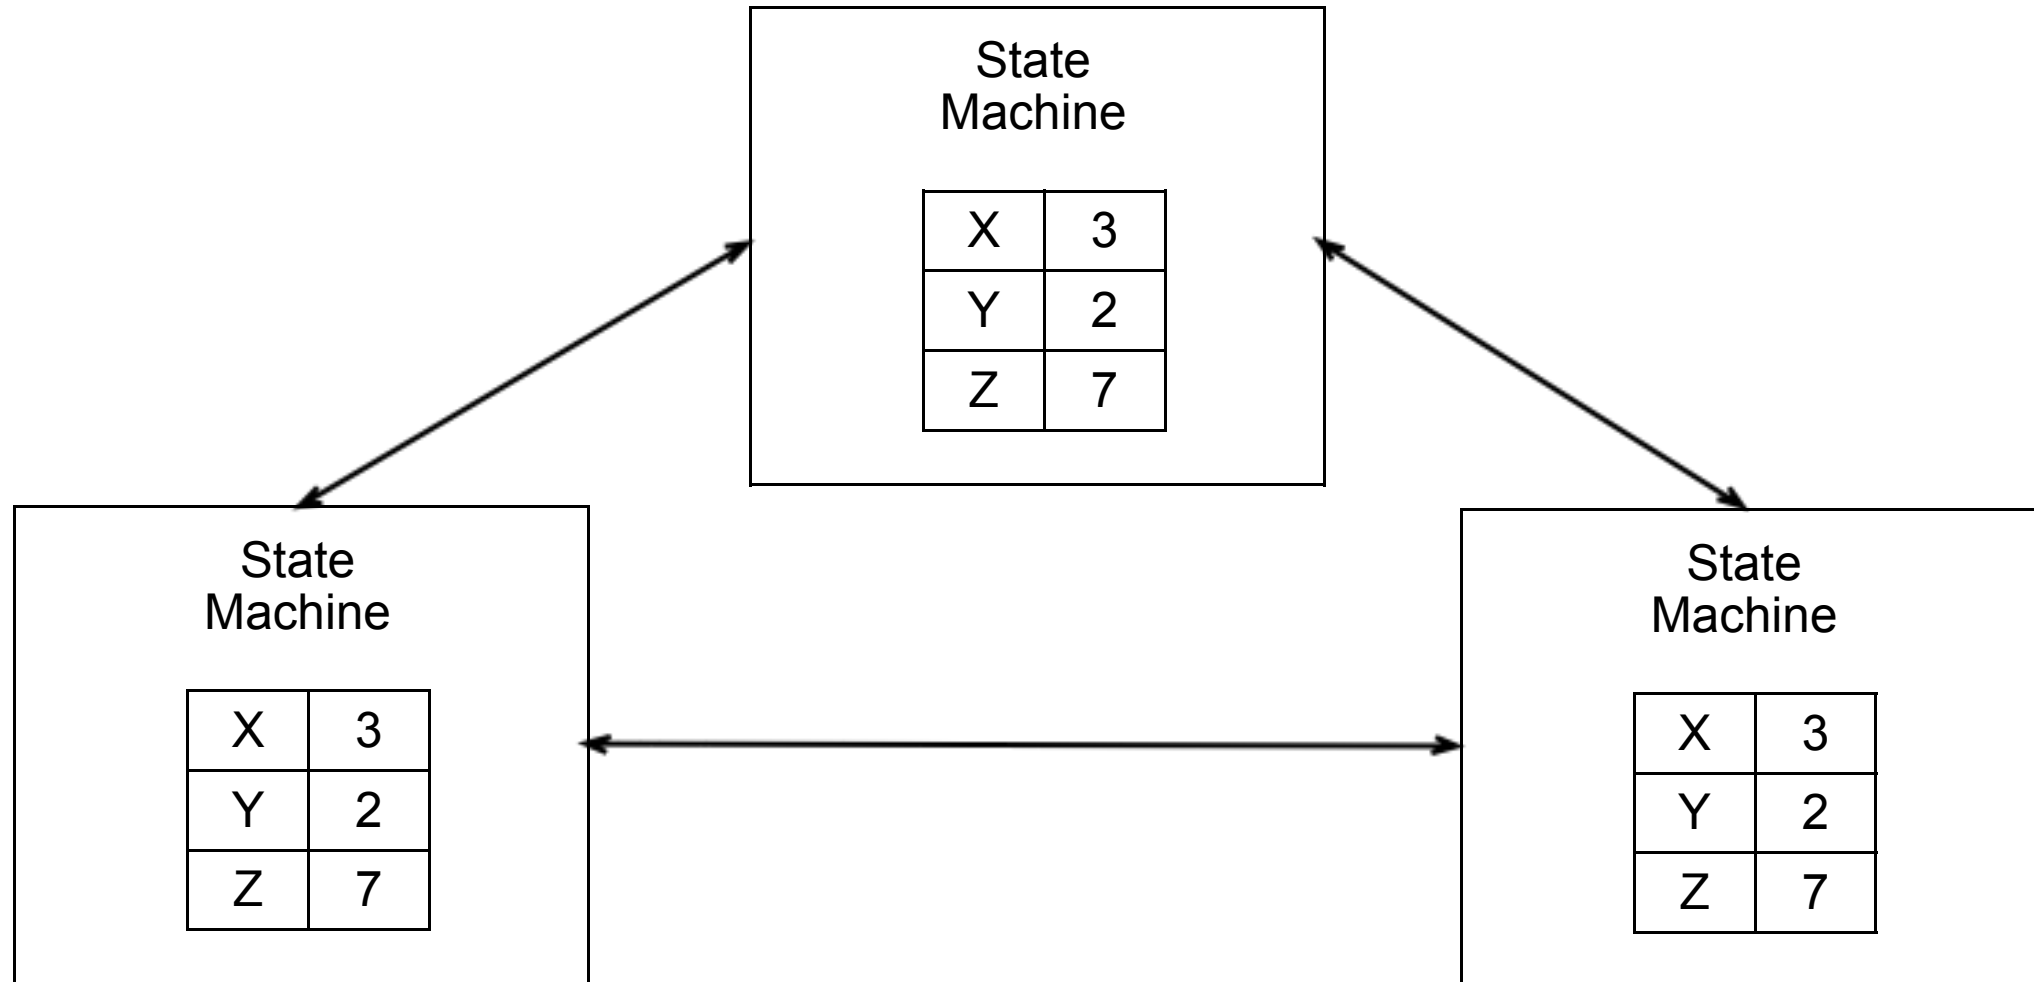 State
Machine
X 3
Y 2
Z 7
State
Machine
X 3
Y 2
Z 7
State
Machine
X 3
Y 2
Z 7